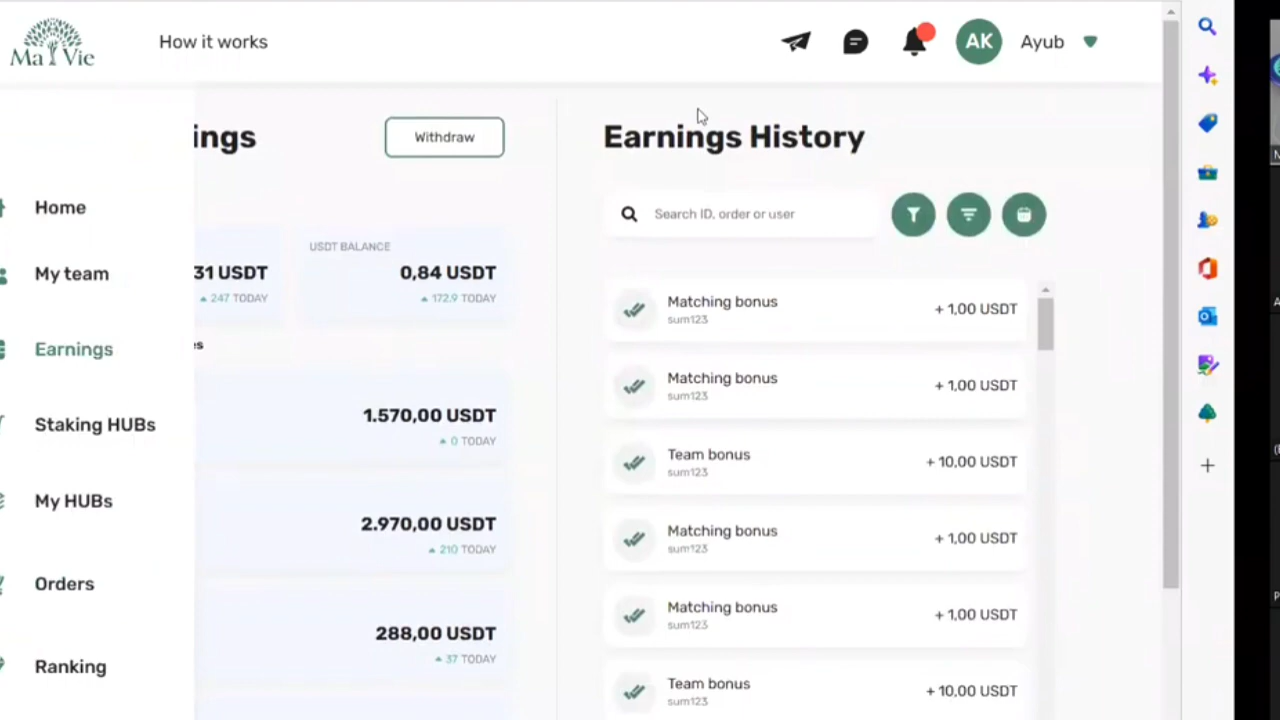 Ma Vie
How it works
AK
Ayub
Home
My team
Earnings
Staking HUBs
My HUBs
Orders
Ranking
ings
Withdraw
31 USDT
247 TODAY
USDT BALANCE
0,84 USDT
172.9 TODAY
es
1.570,00 USDT
0 TODAY
2.970,00 USDT
210 TODAY
288,00 USDT
37 TODAY
Earnings History
Search ID, order or user
Matching bonus
sum123
+ 1,00 USDT
Matching bonus
sum123
+ 1,00 USDT
Team bonus
sum123
+ 10,00 USDT
Matching bonus
sum123
+ 1,00 USDT
Matching bonus
sum123
+ 1,00 USDT
Team bonus
sum123
+ 10,00 USDT